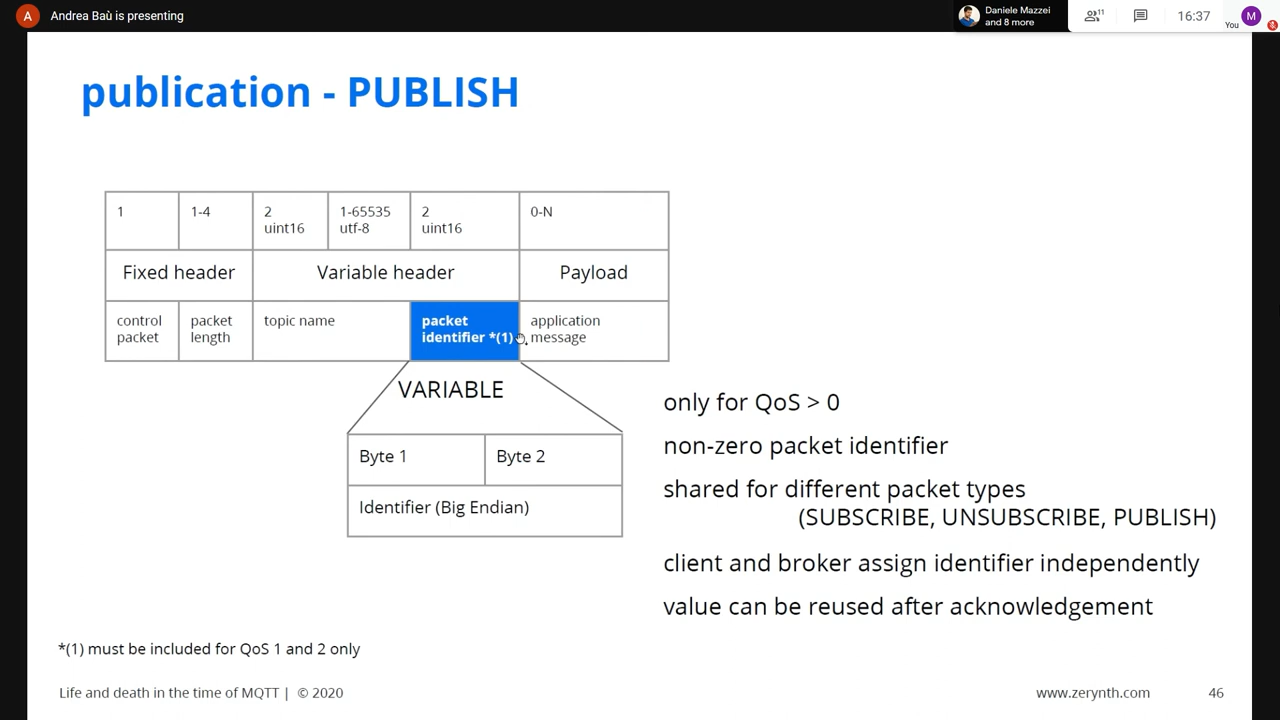 A Andrea Baù is presenting
Daniele Mazzei
and 8 more
11
16:37
You
M
publication - PUBLISH
1
1-4
2
uint16
1-65535
utf-8
2
uint16
0-N
Fixed header
Variable header
Payload
control
packet
packet
length
topic name
packet
identifier *(1)
application
message
VARIABLE
Byte 1
Byte 2
Identifier (Big Endian)
only for QoS > 0
non-zero packet identifier
shared for different packet types
(SUBSCRIBE, UNSUBSCRIBE, PUBLISH)
client and broker assign identifier independently
value can be reused after acknowledgement
*(1) must be included for QoS 1 and 2 only
Life and death in the time of MQTT | © 2020
www.zerynth.com
46